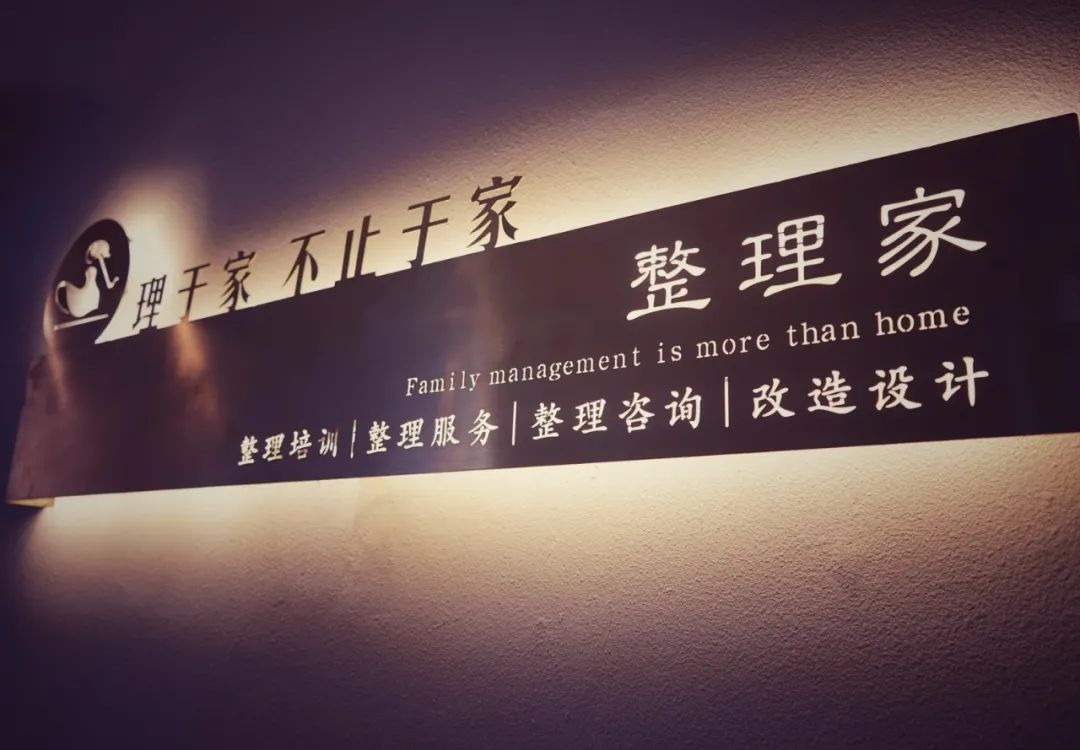 理于家 不止于家
整理家
Family management is more than home
整理培训|整理服务|整理咨询|改造设计